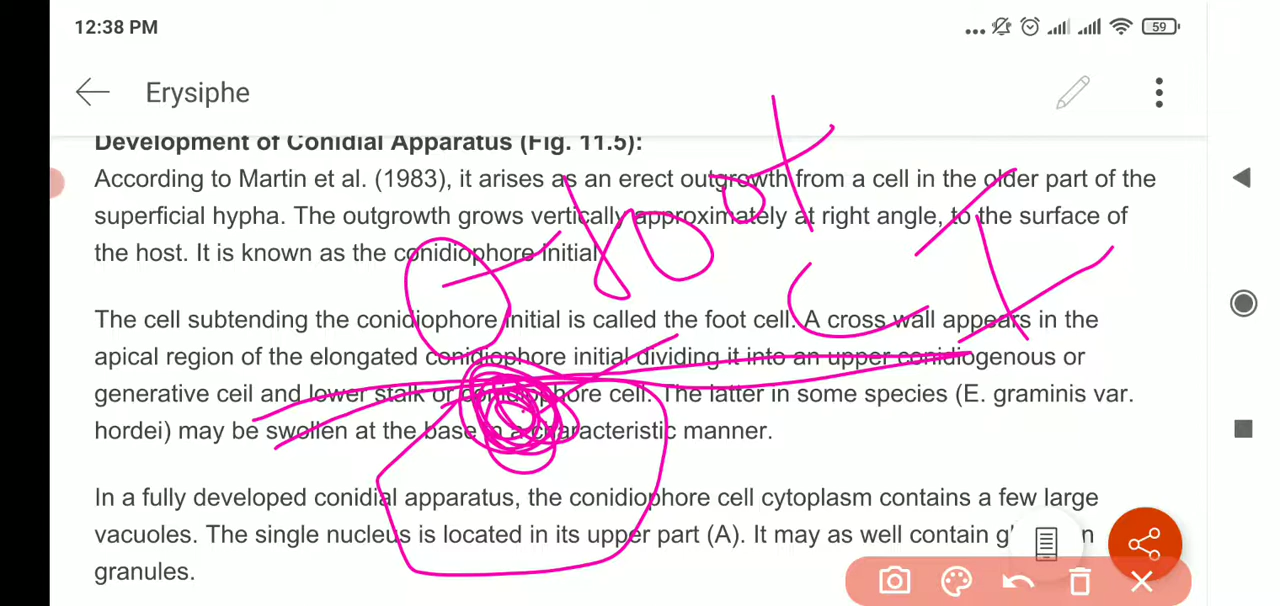 12:38 PM
59
Erysiphe
Development of Conidial Apparatus (Fig. 11.5):
According to Martin et al. (1983), it arises as an erect outgrowth from a cell in the older part of the
superficial hypha. The outgrowth grows vertically approximately at right angle, to the surface of
the host. It is known as the conidiophore initial.
foot
The cell subtending the conidiophore initial is called the foot cell. A cross wall appears in the
apical region of the elongated conidiophore initial dividing it into an upper conidiogenous or
generative cell and lower stalk or conidiophore cell. The latter in some species (E. graminis var.
hordei) may be swollen at the base in a characteristic manner.
In a fully developed conidial apparatus, the conidiophore cell cytoplasm contains a few large
vacuoles. The single nucleus is located in its upper part (A). It may as well contain
granules.